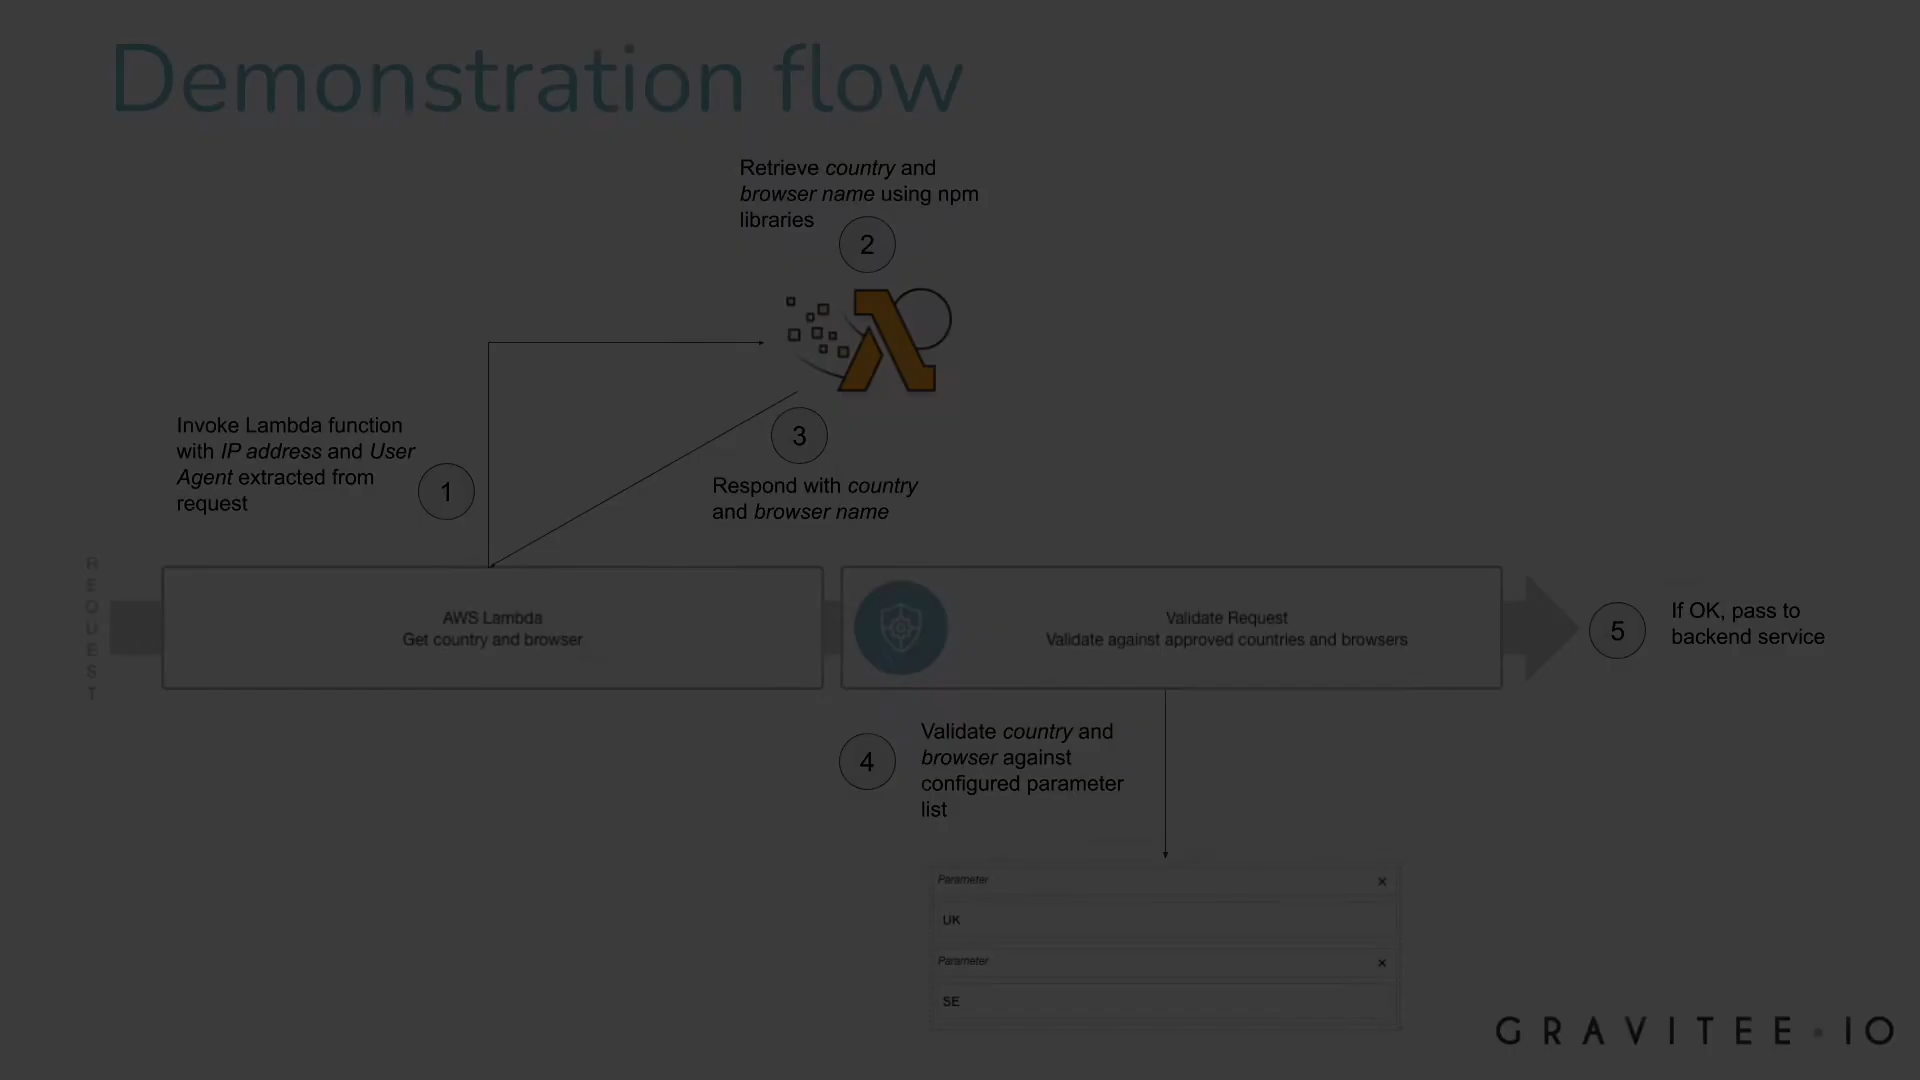 Demonstration flow
Retrieve country and
browser name using npm
libraries
2
Invoke Lambda function
with IP address and User
Agent extracted from
request
1
3
Respond with country
and browser name
REQUEST
AWS Lambda
Get country and browser
Validate Request
Validate against approved countries and browsers
5
If OK, pass to
backend service
4
Validate country and
browser against
configured parameter
list
Parameter
UK
Parameter
SE
GRAVITEE.IO